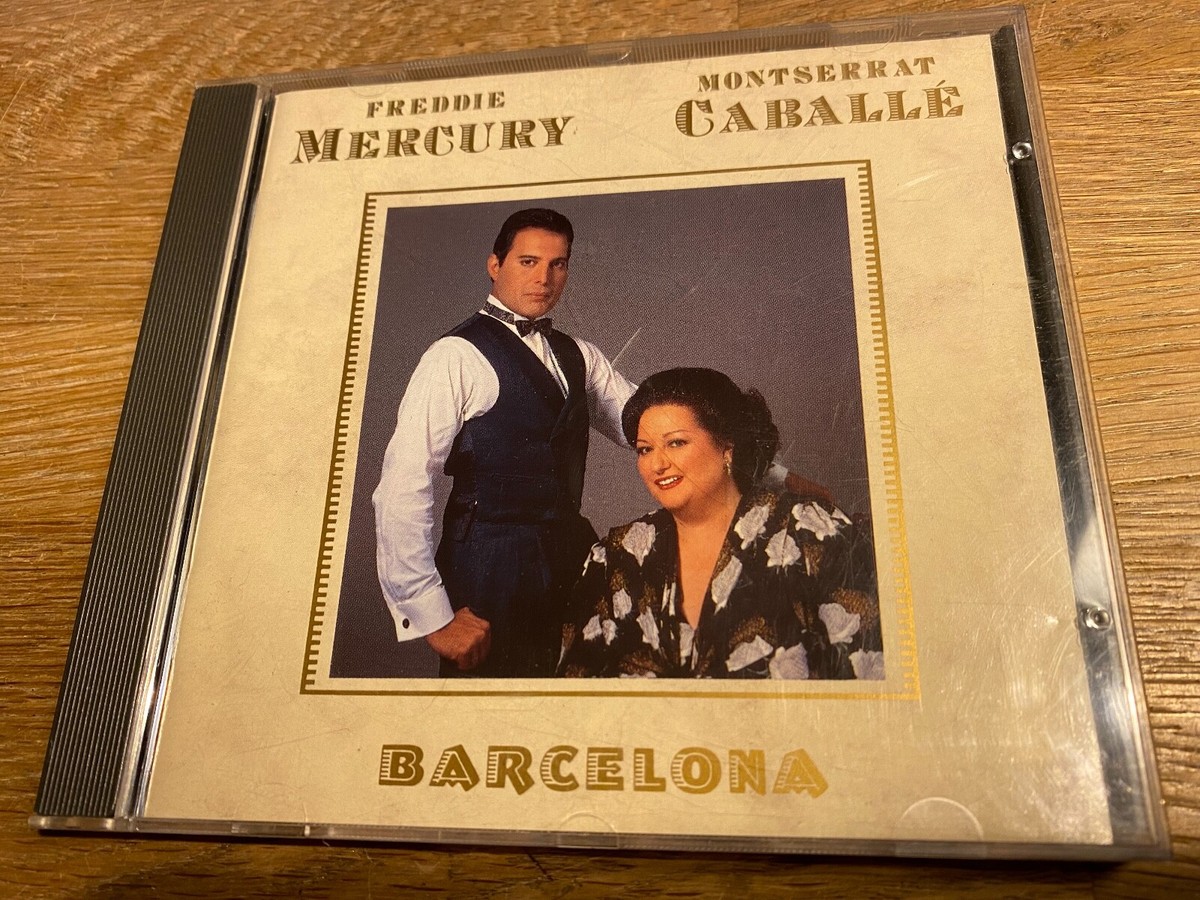 FREDDIE
MERCURY
MONTSERRAT
CABALLÉ
BARCELONA